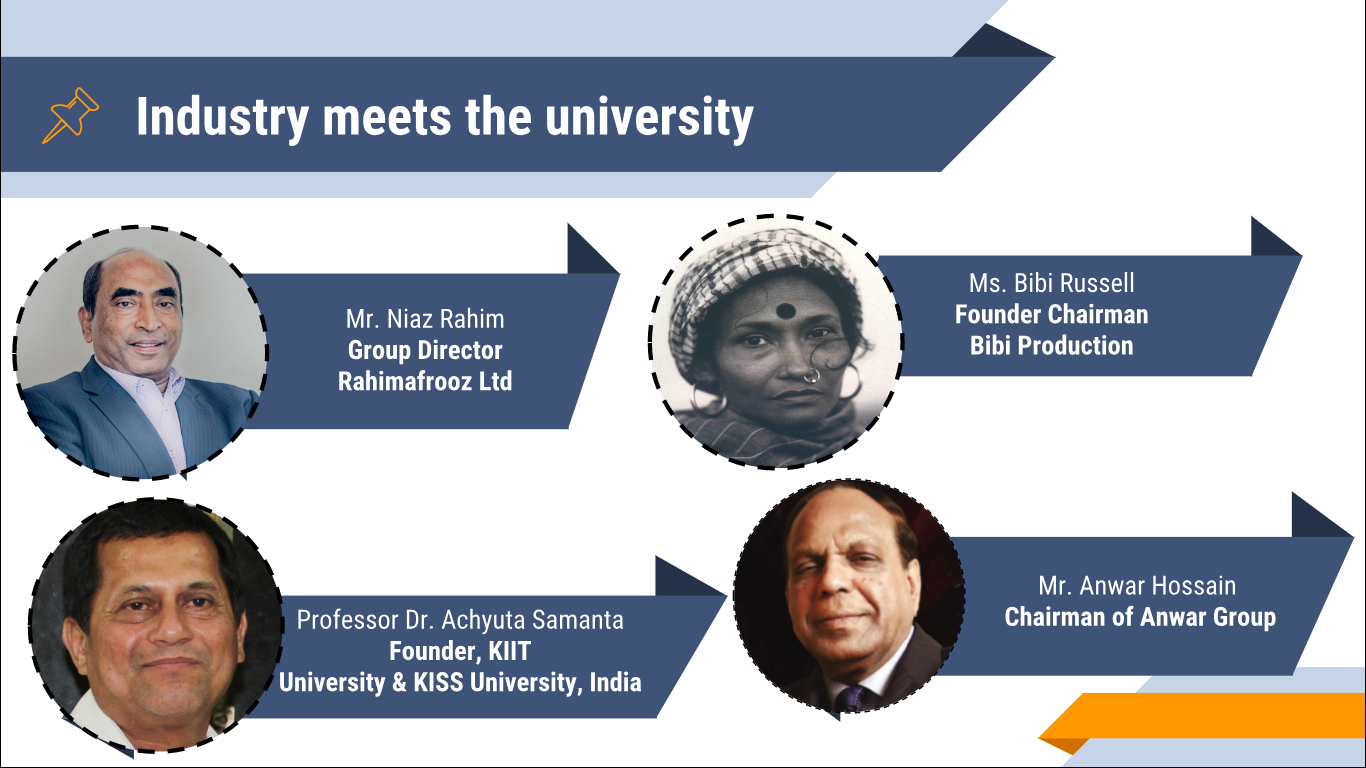 Industry meets the university
Mr. Niaz Rahim
Group Director
Rahimafrooz Ltd
Ms. Bibi Russell
Founder Chairman
Bibi Production
Professor Dr. Achyuta Samanta
Founder, KIIT
University & KISS University, India
Mr. Anwar Hossain
Chairman of Anwar Group